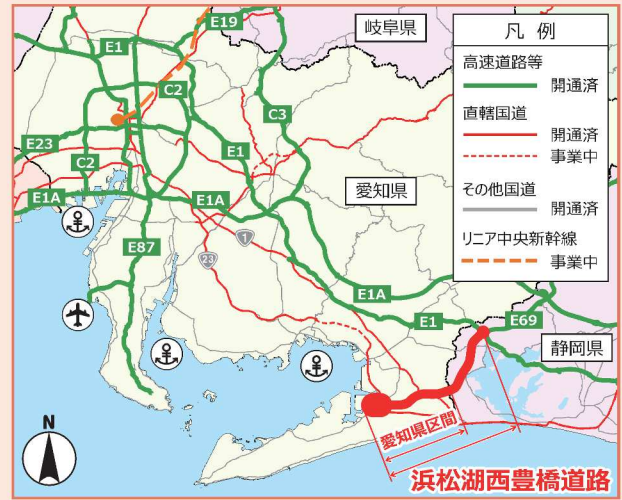 E19
岐阜県
E1
C2
C3
E23
E1
C2
E1A
E1A
愛知県
E87
1
23
E1A
E1
E69
静岡県
愛知県区間
浜松湖西豊橋道路
N
凡 例
高速道路等
開通済
直轄国道
開通済
事業中
その他国道
開通済
リニア中央新幹線
事業中